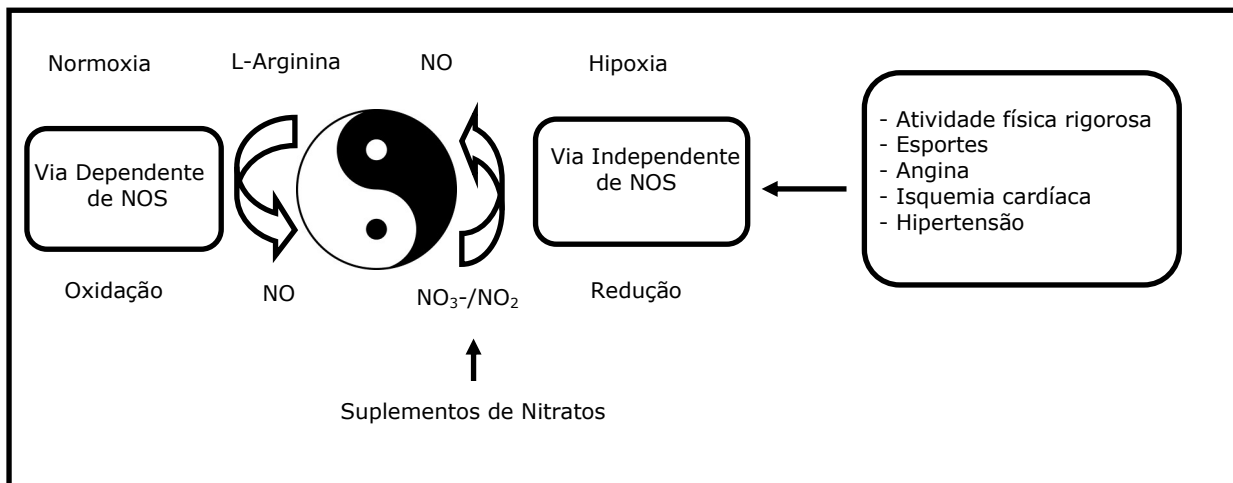 Normoxia
L-Arginina
NO
Hipoxia
Via Dependente
de NOS
Via Independente
de NOS
- Atividade física rigorosa
- Esportes
- Angina
- Isquemia cardíaca
- Hipertensão
Oxidação
NO
NO₃-/NO₂
Redução
Suplementos de Nitratos